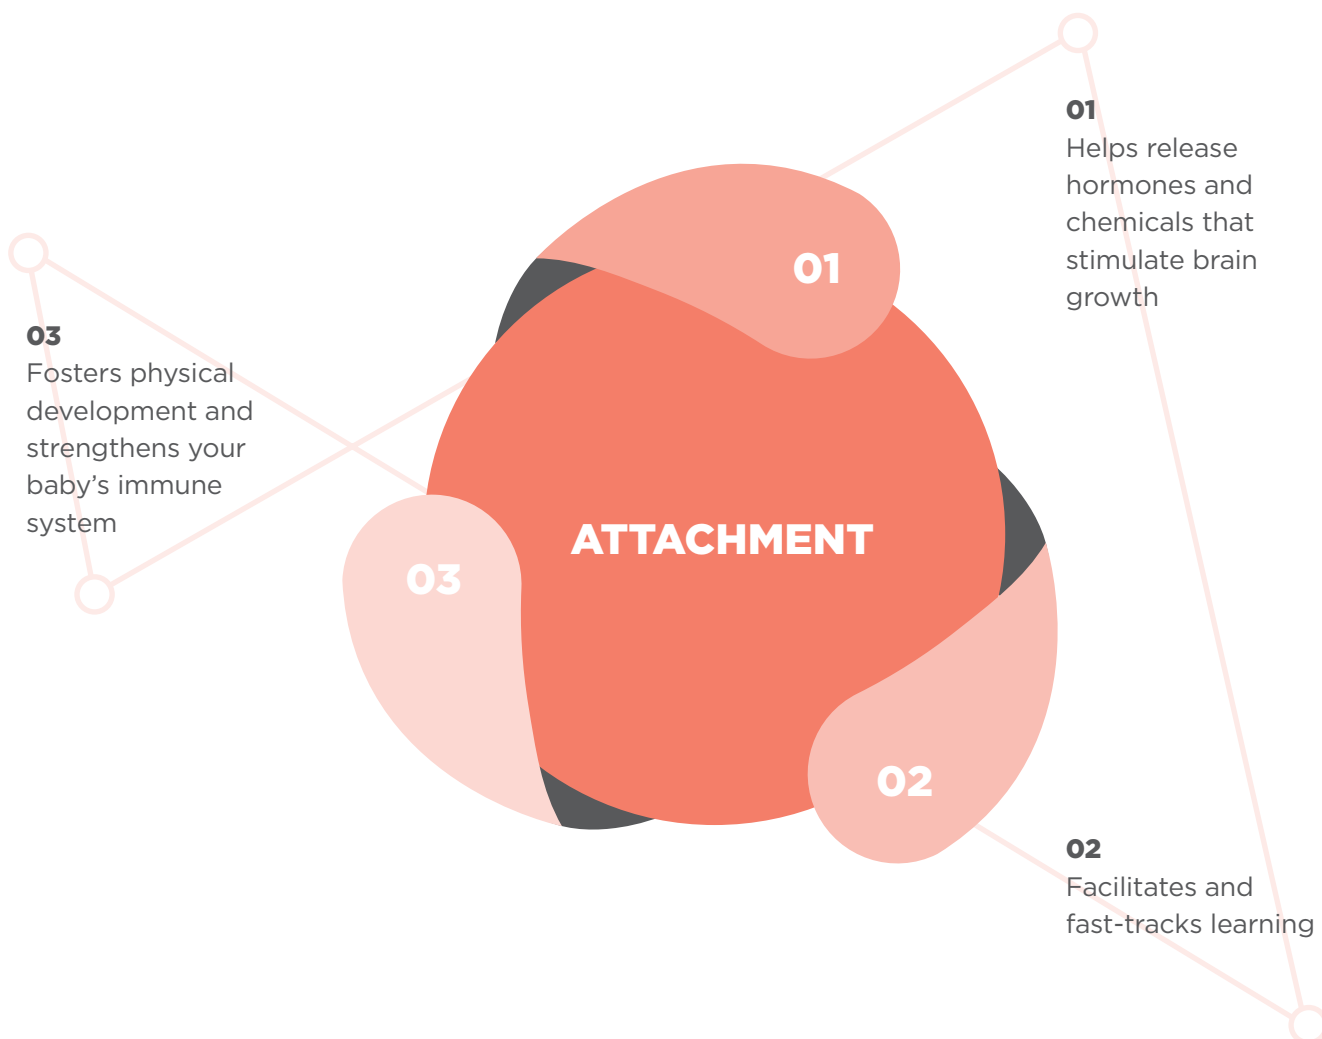 01
Helps release
hormones and
chemicals that
stimulate brain
growth
01
03
Fosters physical
development and
strengthens your
baby’s immune
system
ATTACHMENT
03
02
02
Facilitates and
fast-tracks learning